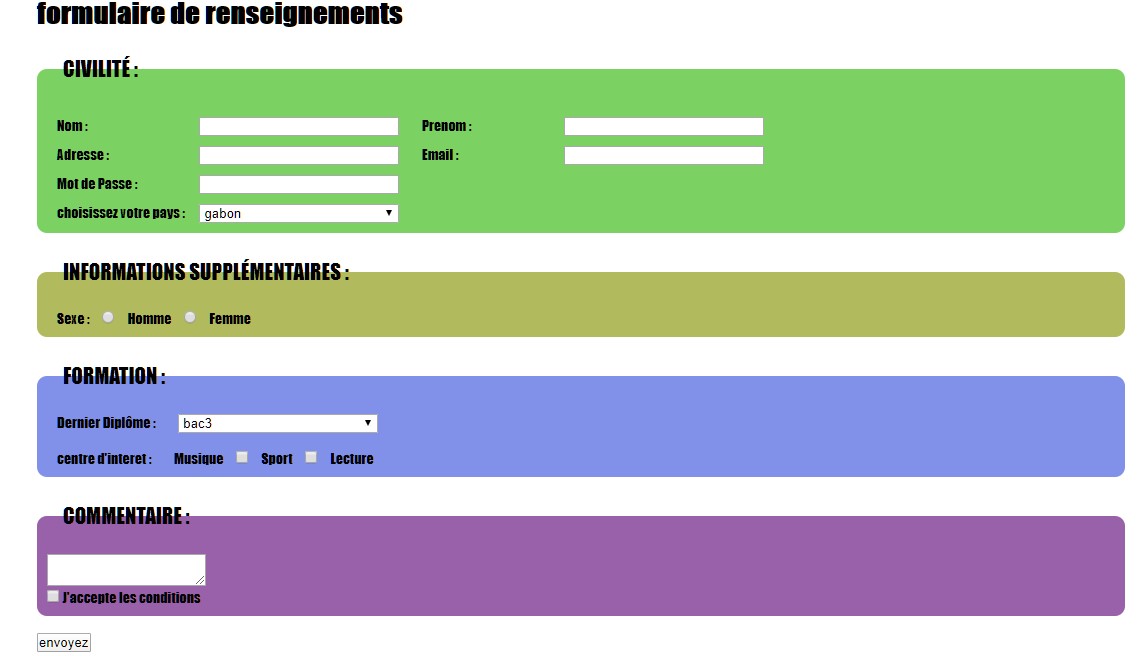 formulaire de renseignements
CIVILITÉ :
Nom : Prenom :
Adresse : Email :
Mot de Passe :
choisissez votre pays : gabon
INFORMATIONS SUPPLÉMENTAIRES :
Sexe : Homme Femme
FORMATION :
Dernier Diplôme : bac3
centre d'interet : Musique Sport Lecture
COMMENTAIRE :
J'accepte les conditions
envoyez